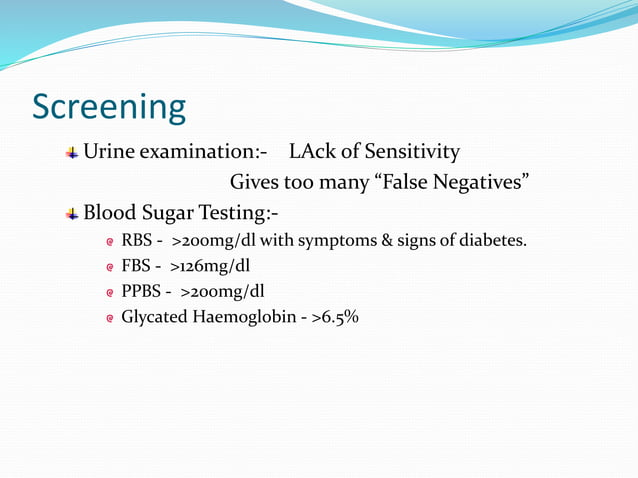 Screening
Urine examination:- LAck of Sensitivity
Gives too many “False Negatives”
Blood Sugar Testing:-
RBS - >200mg/dl with symptoms & signs of diabetes.
FBS - >126mg/dl
PPBS - >200mg/dl
Glycated Haemoglobin - >6.5%